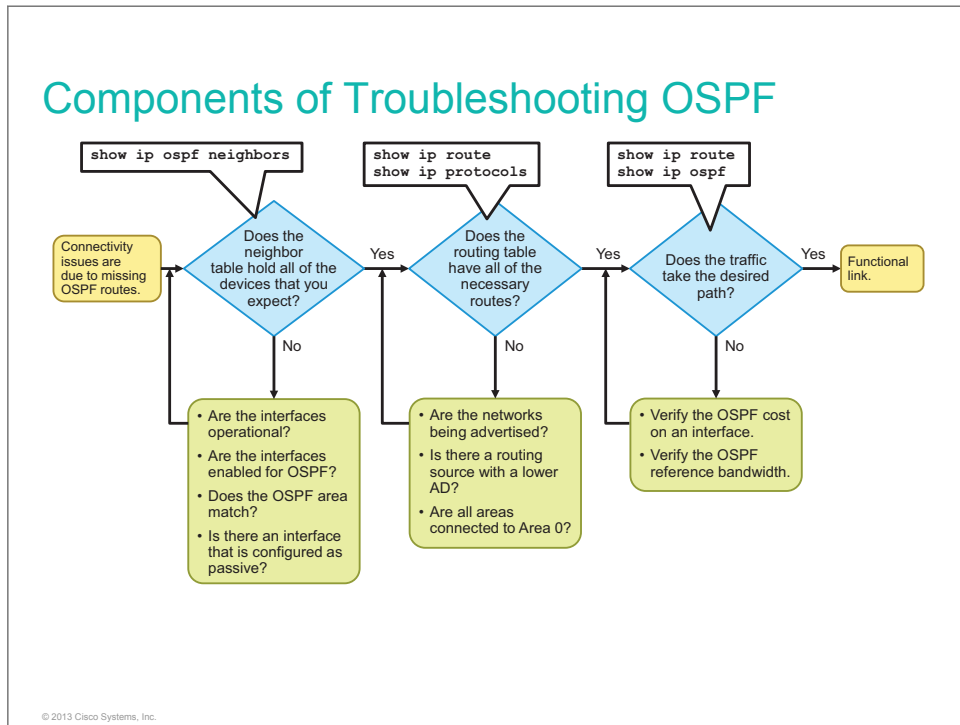 Components of Troubleshooting OSPF
show ip ospf neighbors
show ip route
show ip protocols
show ip route
show ip ospf
Connectivity
issues are
due to missing
OSPF routes.
Does the
neighbor
table hold all of the
devices that you
expect?
Yes
Does the
routing table
have all of the
necessary
routes?
Yes
Does the traffic
take the desired
path?
Yes
Functional
link.
No
No
No
• Are the interfaces
operational?
• Are the interfaces
enabled for OSPF?
• Does the OSPF area
match?
• Is there an interface
that is configured as
passive?
• Are the networks
being advertised?
• Is there a routing
source with a lower
AD?
• Are all areas
connected to Area 0?
• Verify the OSPF cost
on an interface.
• Verify the OSPF
reference bandwidth.
© 2013 Cisco Systems, Inc.